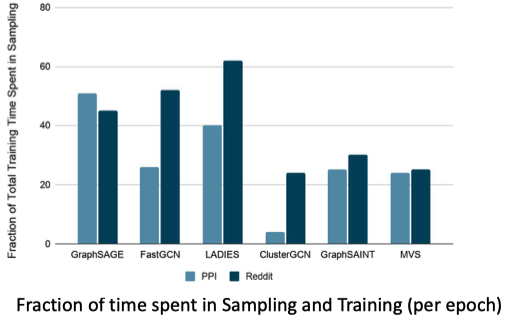 Fraction of Total Training Time Spent in Sampling
80
60
40
20
0
GraphSAGE FastGCN LADIES ClusterGCN GraphSAINT MVS
PPI Reddit
Fraction of time spent in Sampling and Training (per epoch)